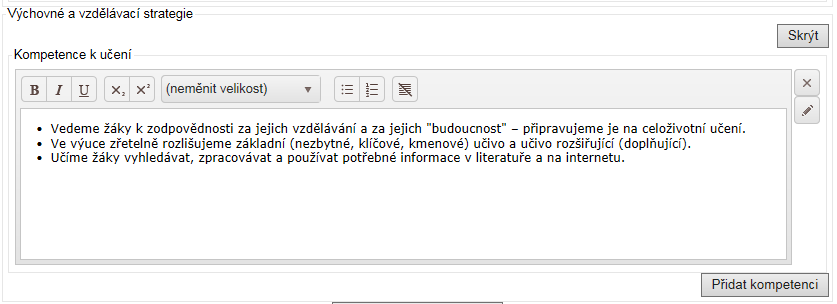 Výchovné a vzdělávací strategie
Skrýt
Kompetence k učení
B I U x₂ x² (neměnit velikost)
• Vedeme žáky k zodpovědnosti za jejich vzdělávání a za jejich "budoucnost" – připravujeme je na celoživotní učení.
• Ve výuce zřetelně rozlišujeme základní (nezbytné, klíčové, kmenové) učivo a učivo rozšiřující (doplňující).
• Učíme žáky vyhledávat, zpracovávat a používat potřebné informace v literatuře a na internetu.
Přidat kompetenci